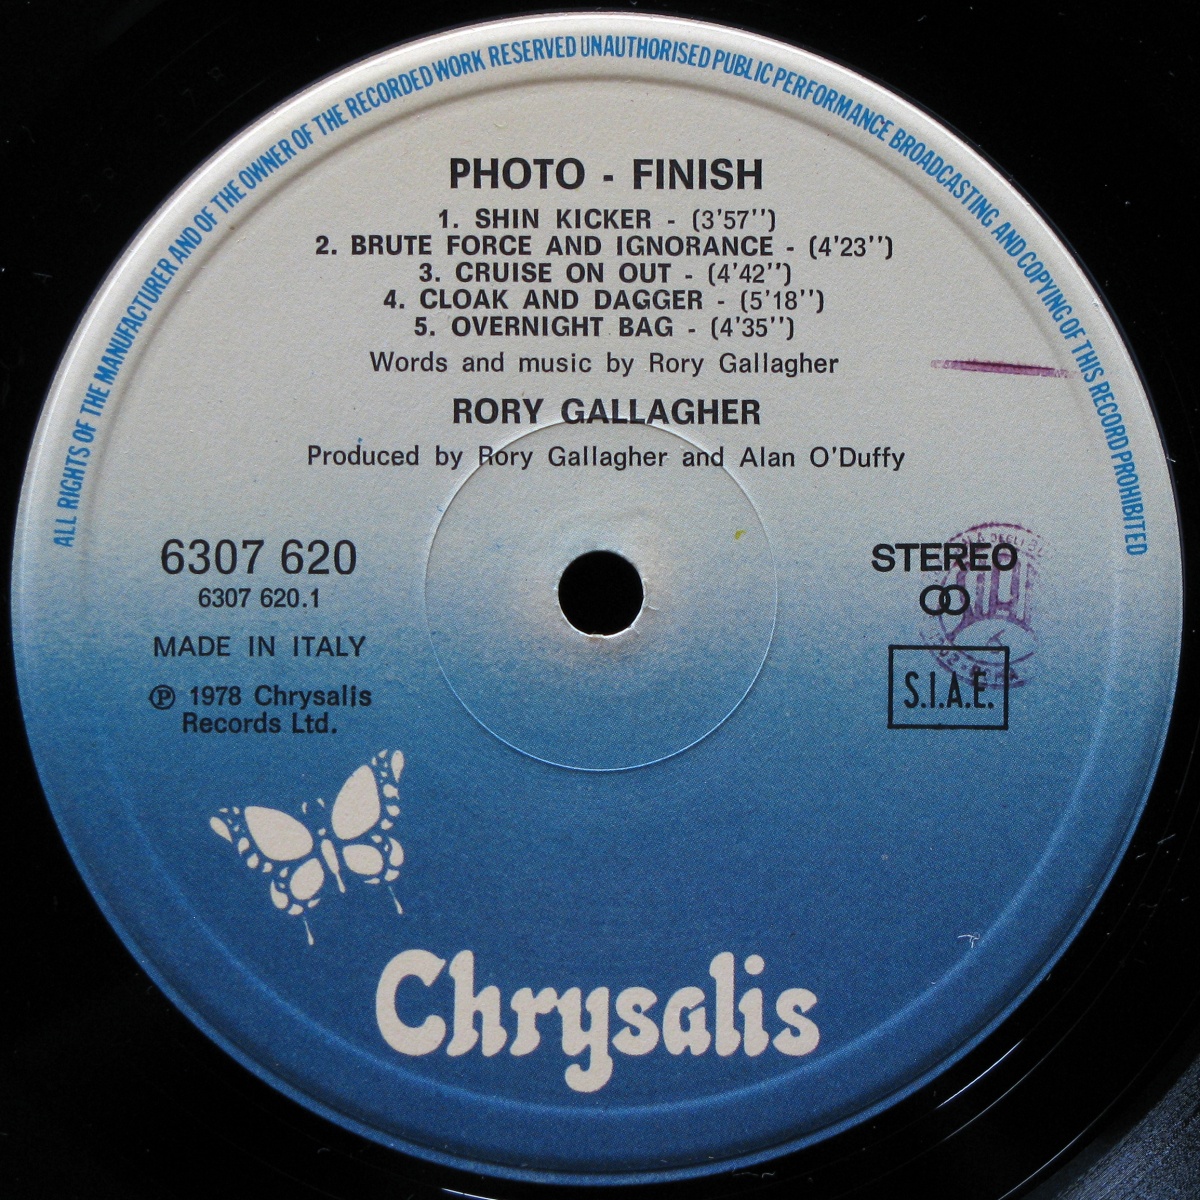 ALL RIGHTS OF THE MANUFACTURER AND OF THE OWNER OF THE RECORDED WORK RESERVED UNAUTHORISED PUBLIC PERFORMANCE BROADCASTING AND COPYING OF THIS RECORD PROHIBITED
PHOTO - FINISH
1. SHIN KICKER - (3'57'')
2. BRUTE FORCE AND IGNORANCE - (4'23'')
3. CRUISE ON OUT - (4'42'')
4. CLOAK AND DAGGER - (5'18'')
5. OVERNIGHT BAG - (4'35'')
Words and music by Rory Gallagher
RORY GALLAGHER
Produced by Rory Gallagher and Alan O'Duffy
6307 620
6307 620.1
MADE IN ITALY
Ⓟ 1978 Chrysalis
Records Ltd.
STEREO
S.I.A.E.
Chrysalis